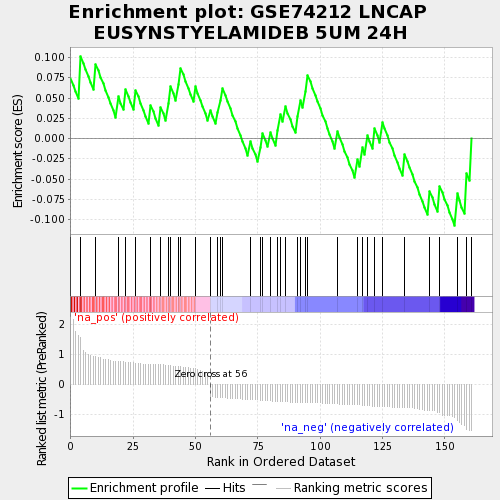 Enrichment plot: GSE74212 LNCAP
EUSYNSTYELAMIDEB 5UM 24H
Enrichment score (ES)
0.100
0.075
0.050
0.025
0.000
-0.025
-0.050
-0.075
-0.100
'na_pos' (positively correlated)
Ranked list metric (PreRanked)
2
1
0
-1
Zero cross at 56
'na_neg' (negatively correlated)
0 25 50 75 100 125 150
Rank in Ordered Dataset
Enrichment profile Hits Ranking metric scores